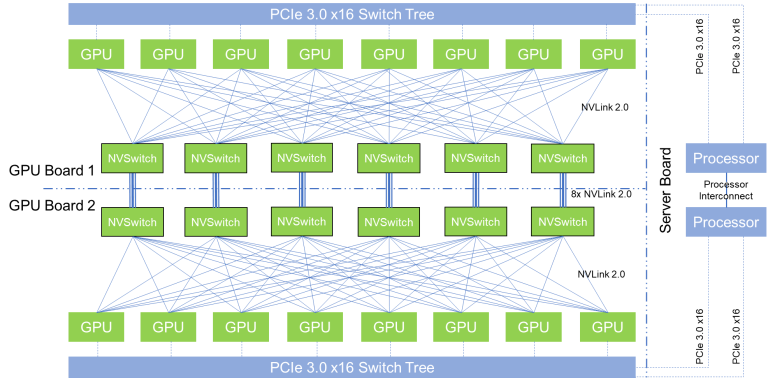 PCIe 3.0 x16 Switch Tree
GPU GPU GPU GPU GPU GPU GPU GPU
PCIe 3.0 x16
PCIe 3.0 x16
NVLink 2.0
NVSwitch NVSwitch NVSwitch NVSwitch NVSwitch NVSwitch
GPU Board 1
Processor
Server Board
Processor
Interconnect
8x NVLink 2.0
GPU Board 2
NVSwitch NVSwitch NVSwitch NVSwitch NVSwitch NVSwitch
Processor
NVLink 2.0
PCIe 3.0 x16
PCIe 3.0 x16
GPU GPU GPU GPU GPU GPU GPU GPU
PCIe 3.0 x16 Switch Tree